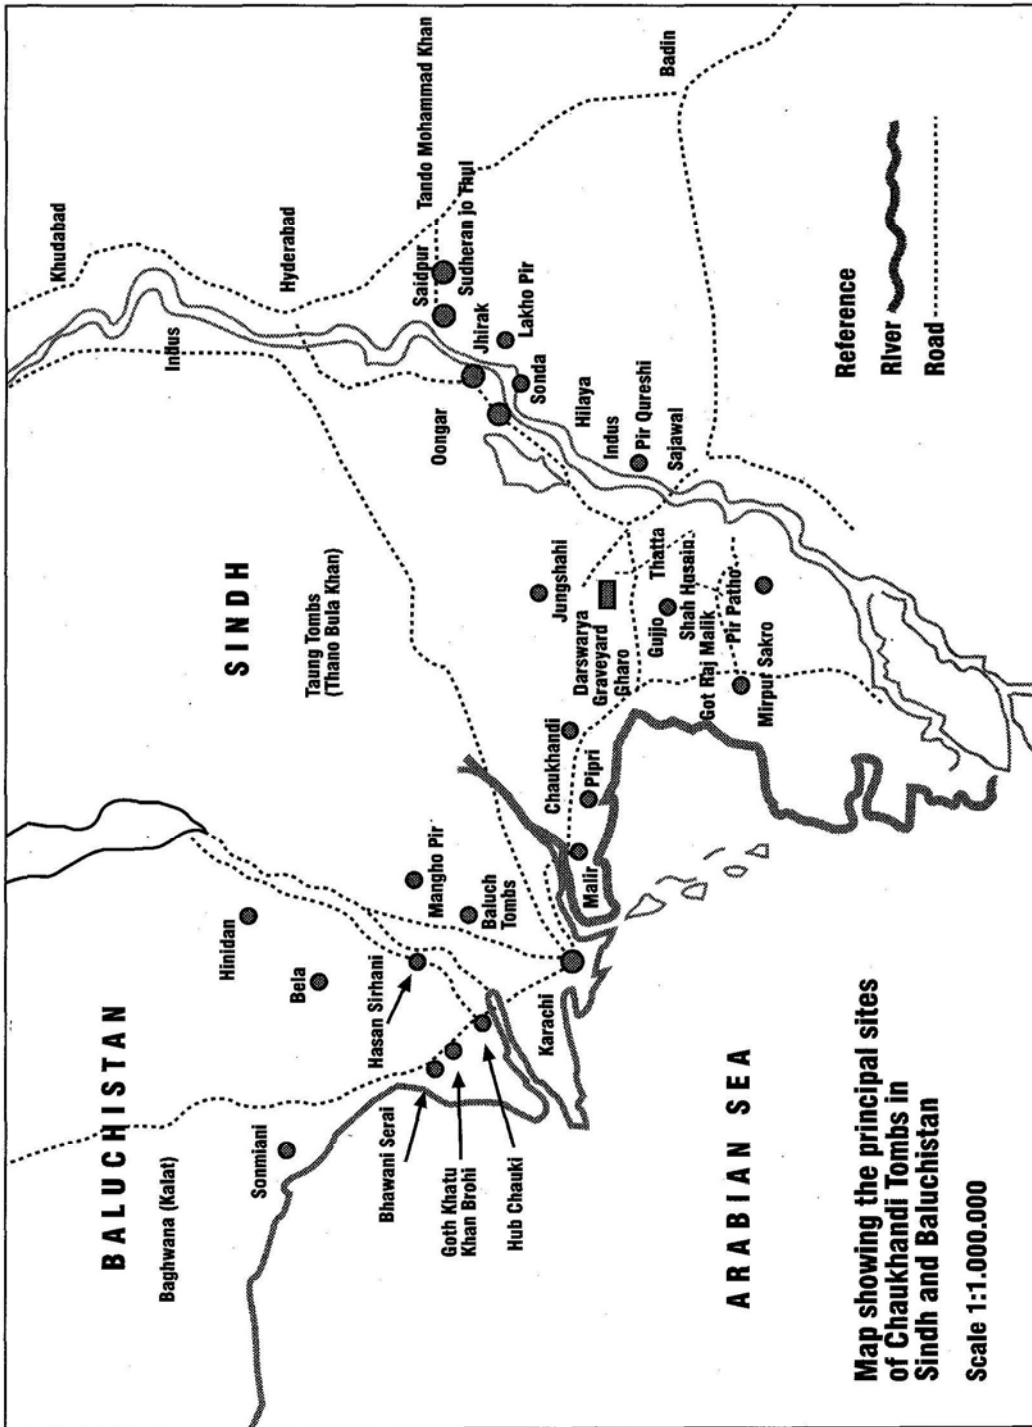 BALUCHISTAN
Baghwana (Kalat)
Sonmiani
Hinidan
Bela
Hasan Sirhani
Mangho Pir
Baluch
Tombs
Bhawani Serai
Goth Khatu
Khan Brohi
Hub Chauki
Karachi
SINDH
Taung Tombs
(Thano Bula Khan)
Khudabad
Indus
Hyderabad
Tando Mohammad Khan
Saidpur
Sudheran jo Thul
Jhirak
Lakho Pir
Oongar
Sonda
Badin
Hilaya
Indus
Pir Qureshi
Sajawal
Jungshahi
Darswarya
Graveyard
Gharo
Thatta
Gujjo
Shah Husain
Got Raj Malik
Pir Patho
Mirpur Sakro
Chaukhandi
Pipri
Malir
ARABIAN SEA
Reference
River
Road
Map showing the principal sites
of Chaukhandi Tombs in
Sindh and Baluchistan
Scale 1:1.000.000